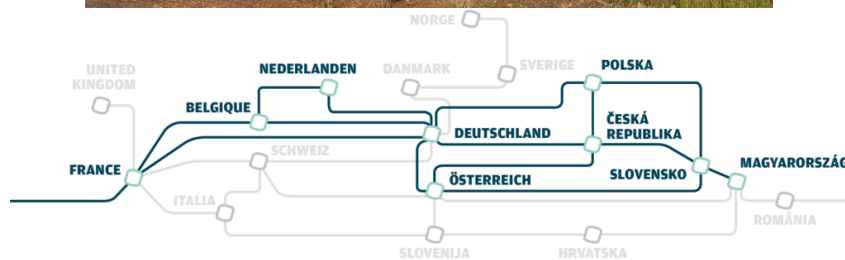 NORGE
SVERIGE
UNITED
KINGDOM
NEDERLANDEN
DANMARK
POLSKA
BELGIQUE
DEUTSCHLAND
ČESKÁ
REPUBLIKA
FRANCE
SCHWEIZ
ÖSTERREICH
SLOVENSKO
MAGYARORSZÁG
ITALIA
ROMÂNIA
SLOVENIJA
HRVATSKA